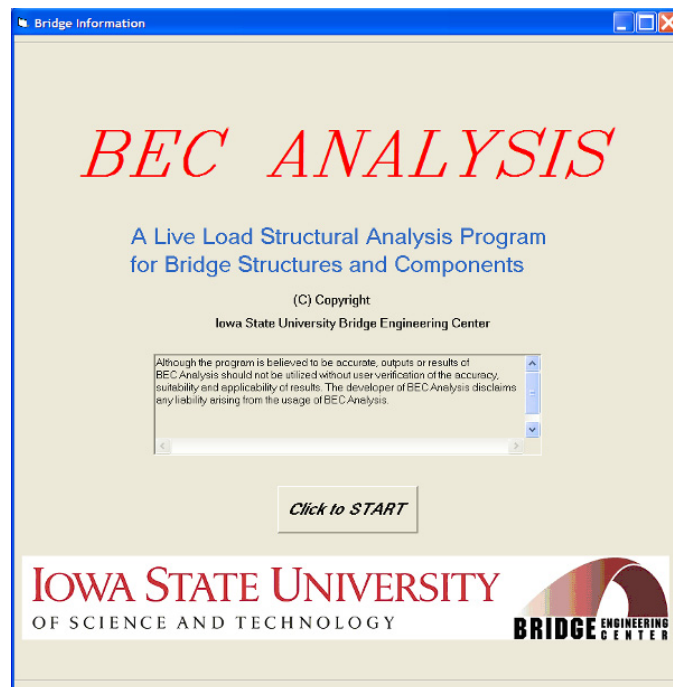 Bridge Information
BEC ANALYSIS
A Live Load Structural Analysis Program
for Bridge Structures and Components
(C) Copyright
Iowa State University Bridge Engineering Center
Although the program is believed to be accurate, outputs or results of
BEC Analysis should not be utilized without user verification of the accuracy,
suitability and applicability of results. The developer of BEC Analysis disclaims
any liability arising from the usage of BEC Analysis.
Click to START
IOWA STATE UNIVERSITY
OF SCIENCE AND TECHNOLOGY
BRIDGE ENGINEERING
CENTER